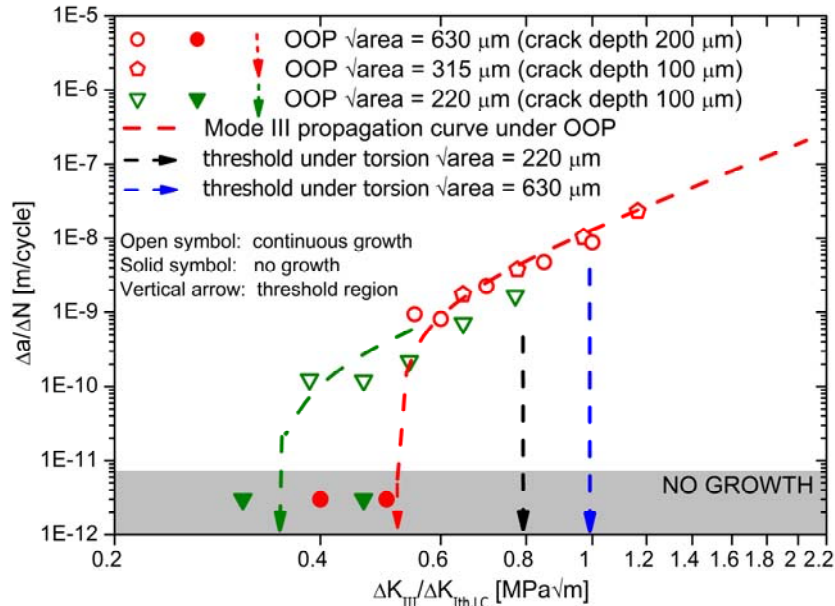 1E-5
1E-6
1E-7
1E-8
1E-9
1E-10
1E-11
1E-12
Δa/ΔN [m/cycle]
OOP √area = 630 μm (crack depth 200 μm)
OOP √area = 315 μm (crack depth 100 μm)
OOP √area = 220 μm (crack depth 100 μm)
Mode III propagation curve under OOP
threshold under torsion √area = 220 μm
threshold under torsion √area = 630 μm
Open symbol: continuous growth
Solid symbol: no growth
Vertical arrow: threshold region
NO GROWTH
0.2 0.4 0.6 0.8 1 1.2 1.4 1.6 1.8 2 2.2
ΔK_III/ΔK_Ith,LC [MPa√m]